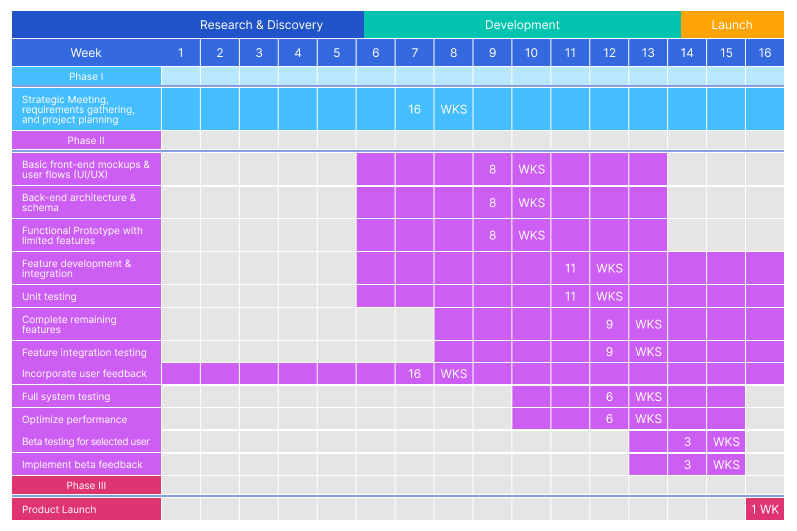 Research & Discovery Development Launch
Week 1 2 3 4 5 6 7 8 9 10 11 12 13 14 15 16
Phase I
Strategic Meeting,
requirements gathering,
and project planning
16 WKS
Phase II
Basic front-end mockups &
user flows (UI/UX)
8 WKS
Back-end architecture &
schema
8 WKS
Functional Prototype with
limited features
8 WKS
Feature development &
integration
11 WKS
Unit testing 11 WKS
Complete remaining
features
9 WKS
Feature integration testing 9 WKS
Incorporate user feedback 16 WKS
Full system testing 6 WKS
Optimize performance 6 WKS
Beta testing for selected user 3 WKS
Implement beta feedback 3 WKS
Phase III
Product Launch 1 WK